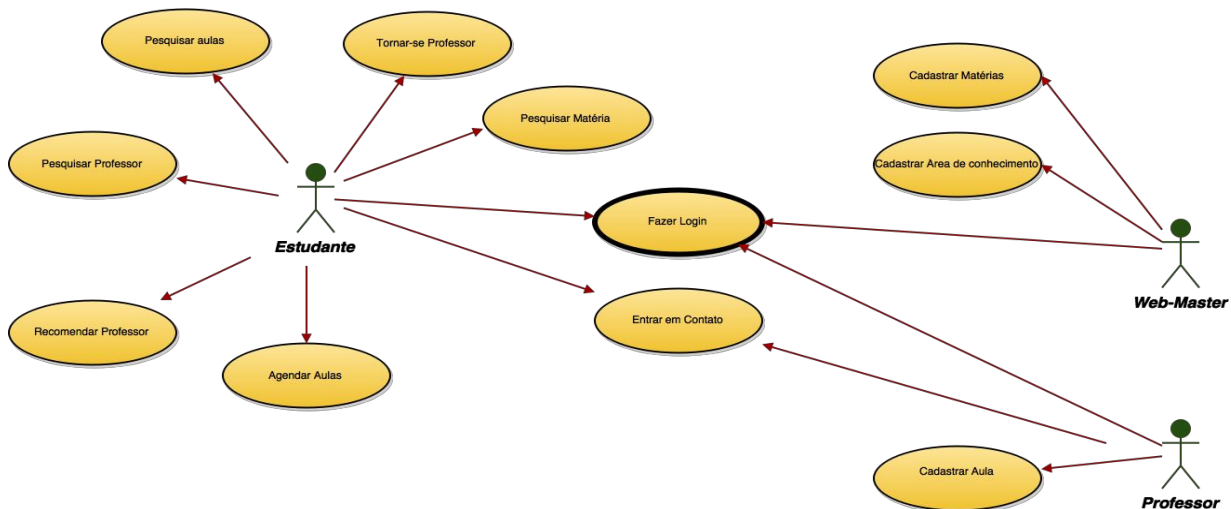 Pesquisar aulas
Tornar-se Professor
Cadastrar Matérias
Pesquisar Matéria
Pesquisar Professor
Cadastrar Area de conhecimento
Fazer Login
Estudante
Web-Master
Recomendar Professor
Entrar em Contato
Agendar Aulas
Cadastrar Aula
Professor